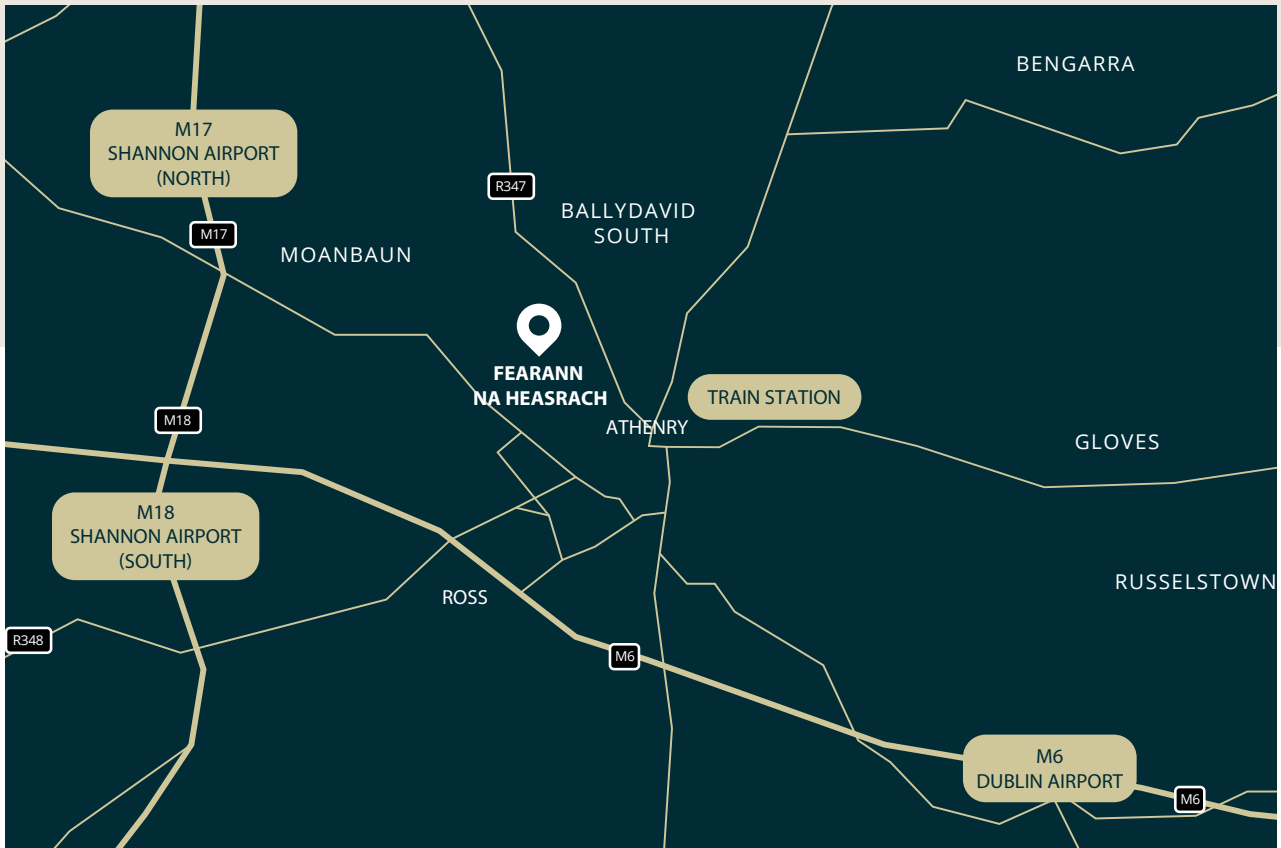 BENGARRA
M17
SHANNON AIRPORT
(NORTH)
R347
BALLYDAVID
SOUTH
M17
MOANBAUN
FEARANN
NA HEASRACH
TRAIN STATION
M18
ATHENRY
GLOVES
M18
SHANNON AIRPORT
(SOUTH)
RUSSELSTOWN
ROSS
R348
M6
M6
DUBLIN AIRPORT
M6